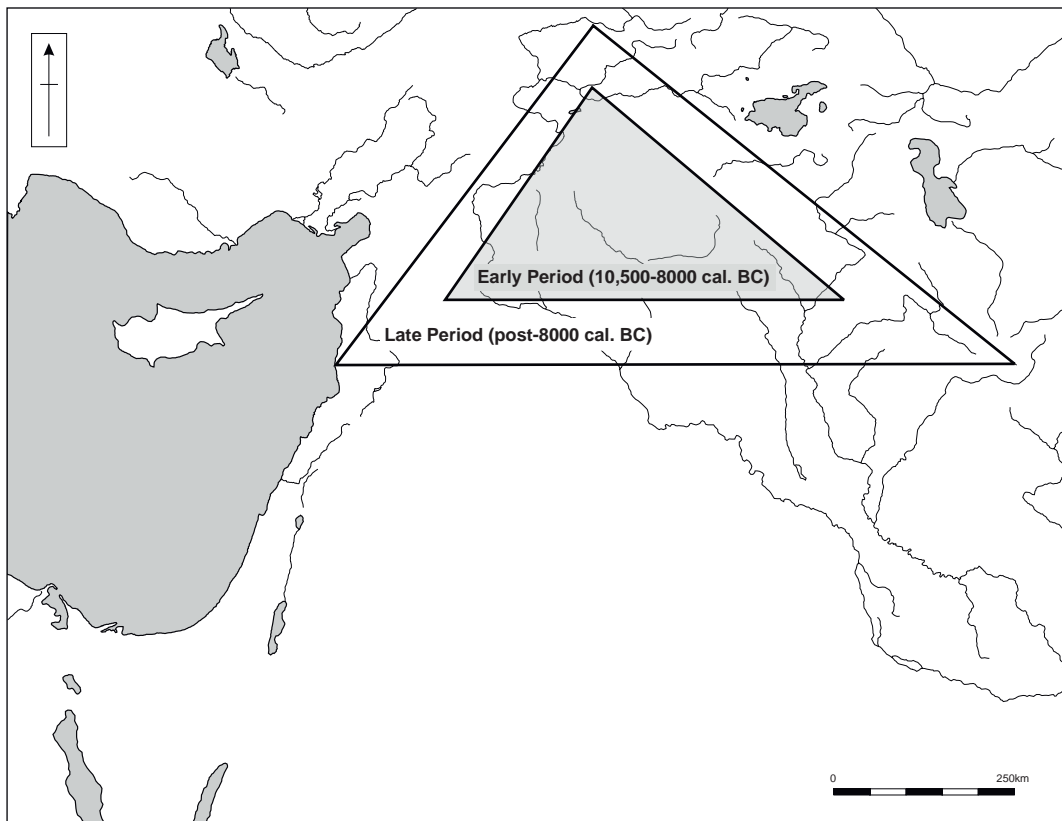 Early Period (10,500-8000 cal. BC)
Late Period (post-8000 cal. BC)
0 250km